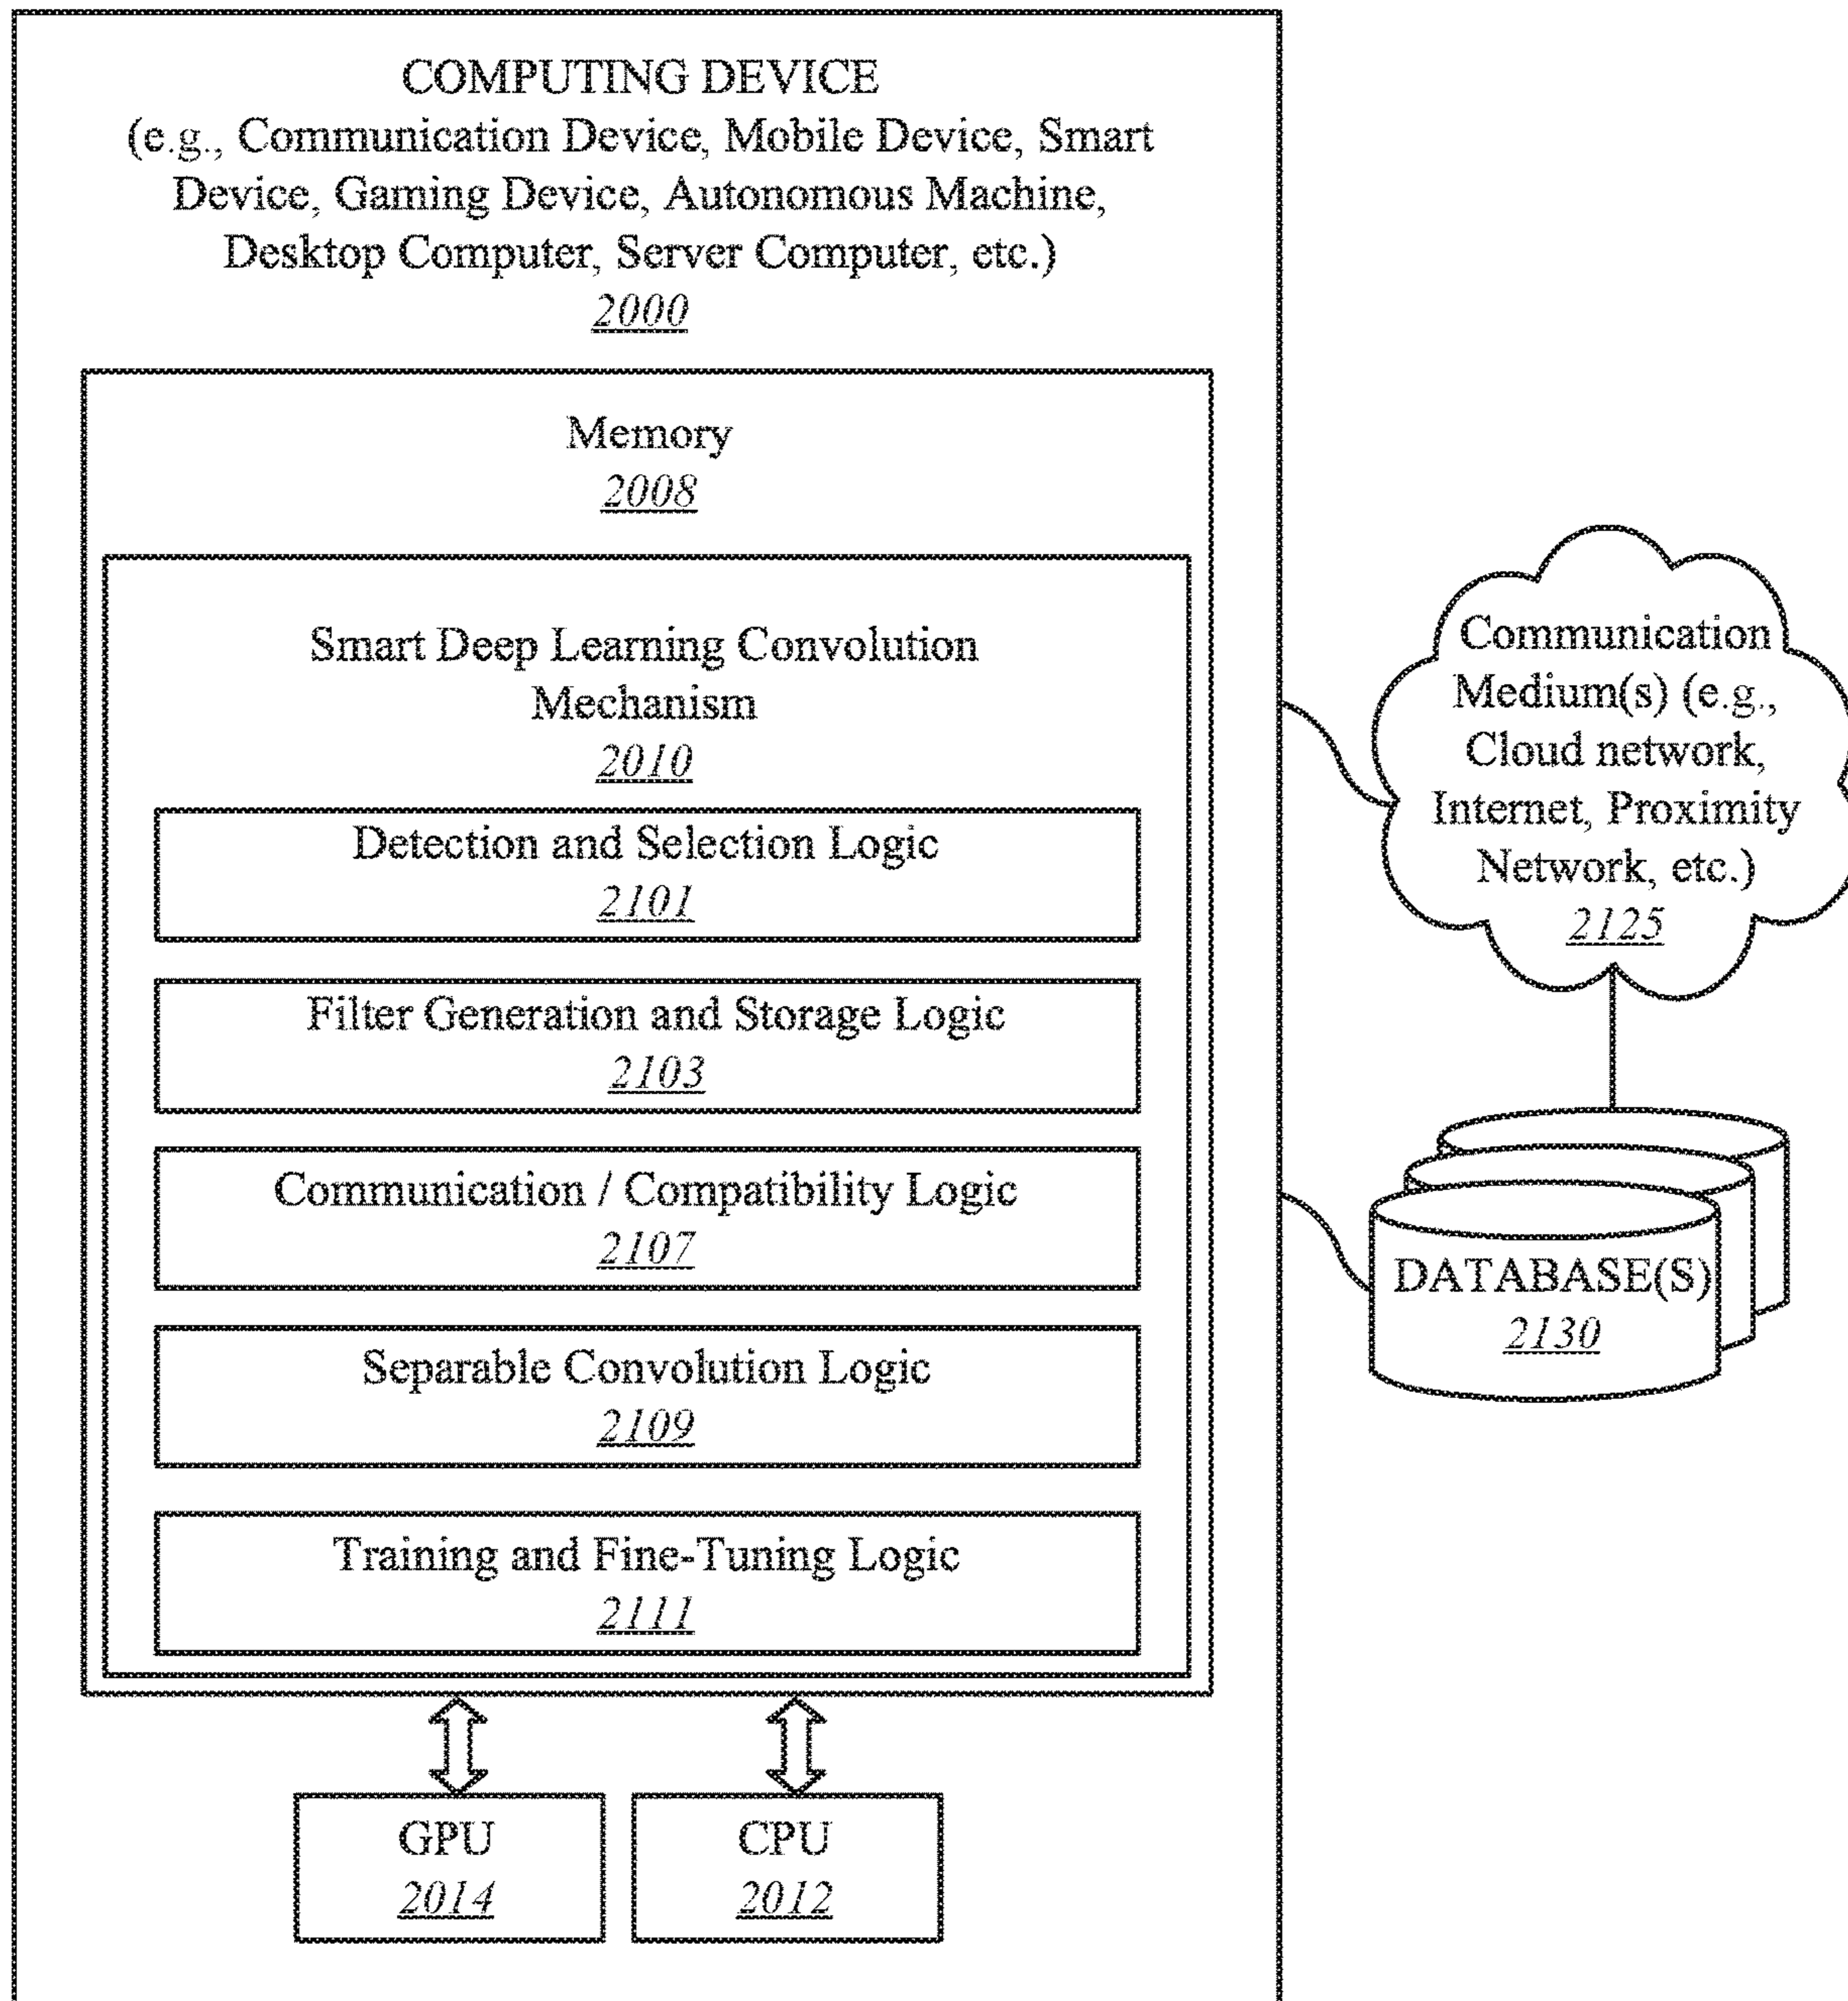 COMPUTING DEVICE
(e.g., Communication Device, Mobile Device, Smart
Device, Gaming Device, Autonomous Machine,
Desktop Computer, Server Computer, etc.)
2000
Memory
2008
Smart Deep Learning Convolution
Mechanism
2010
Detection and Selection Logic
2101
Filter Generation and Storage Logic
2103
Communication / Compatibility Logic
2107
Separable Convolution Logic
2109
Training and Fine-Tuning Logic
2111
GPU
2014
CPU
2012
Communication
Medium(s) (e.g.,
Cloud network,
Internet, Proximity
Network, etc.)
2125
DATABASE(S)
2130